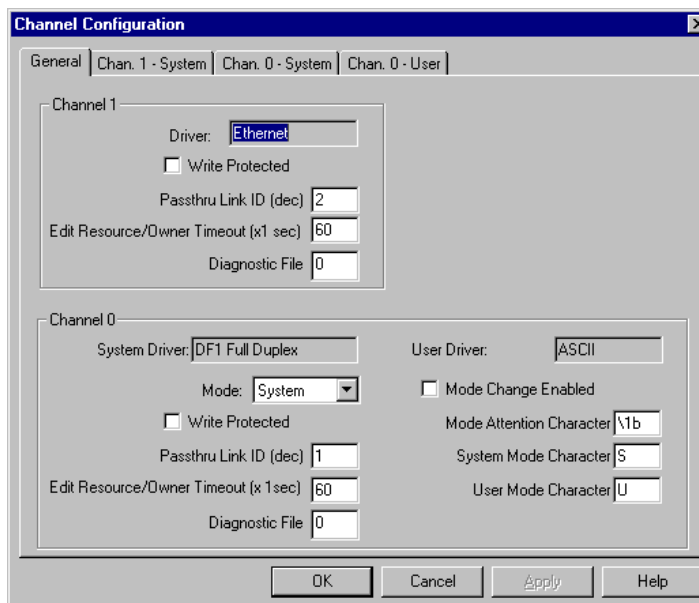 Channel Configuration
General
Chan. 1 - System
Chan. 0 - System
Chan. 0 - User
Channel 1
Driver: Ethernet
Write Protected
Passthru Link ID (dec) 2
Edit Resource/Owner Timeout (x1 sec) 60
Diagnostic File 0
Channel 0
System Driver: DF1 Full Duplex
User Driver: ASCII
Mode: System
Mode Change Enabled
Write Protected
Mode Attention Character \1b
Passthru Link ID (dec) 1
System Mode Character S
Edit Resource/Owner Timeout (x 1sec) 60
User Mode Character U
Diagnostic File 0
OK
Cancel
Apply
Help